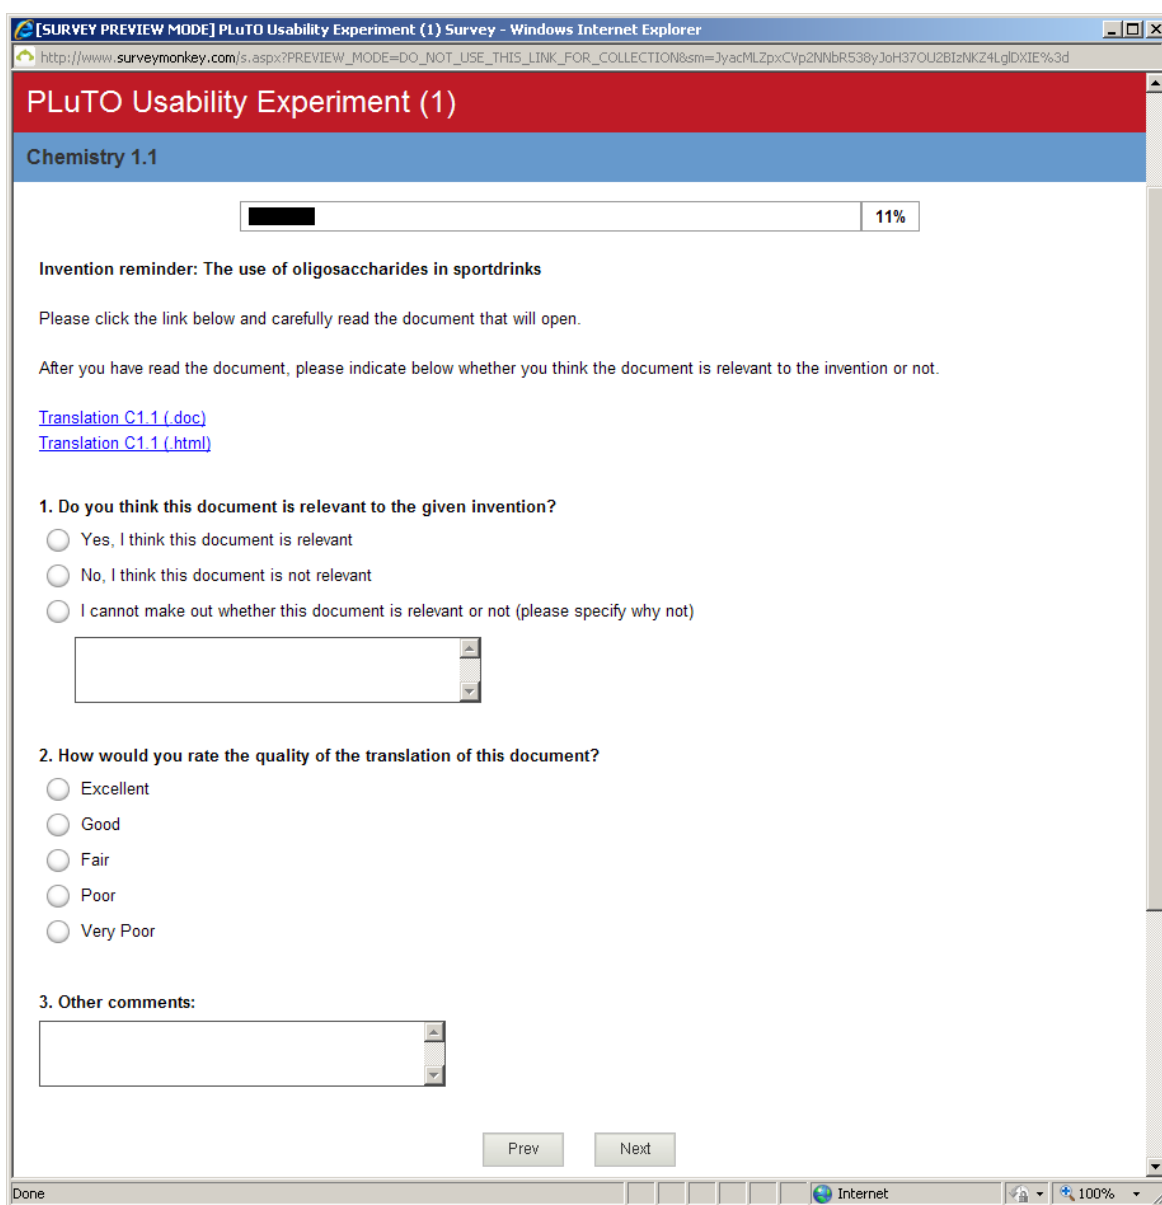 [SURVEY PREVIEW MODE] PLuTO Usability Experiment (1) Survey - Windows Internet Explorer
http://www.surveymonkey.com/s.aspx?PREVIEW_MODE=DO_NOT_USE_THIS_LINK_FOR_COLLECTION&sm=JyacMLZpxCVp2NNbR538yJoH37OU2BIzNKZ4LglDXIE%3d
PLuTO Usability Experiment (1)
Chemistry 1.1
11%
Invention reminder: The use of oligosaccharides in sportdrinks
Please click the link below and carefully read the document that will open.
After you have read the document, please indicate below whether you think the document is relevant to the invention or not.
Translation C1.1 (.doc)
Translation C1.1 (.html)
1. Do you think this document is relevant to the given invention?
Yes, I think this document is relevant
No, I think this document is not relevant
I cannot make out whether this document is relevant or not (please specify why not)
2. How would you rate the quality of the translation of this document?
Excellent
Good
Fair
Poor
Very Poor
3. Other comments:
Prev Next
Done Internet 100%